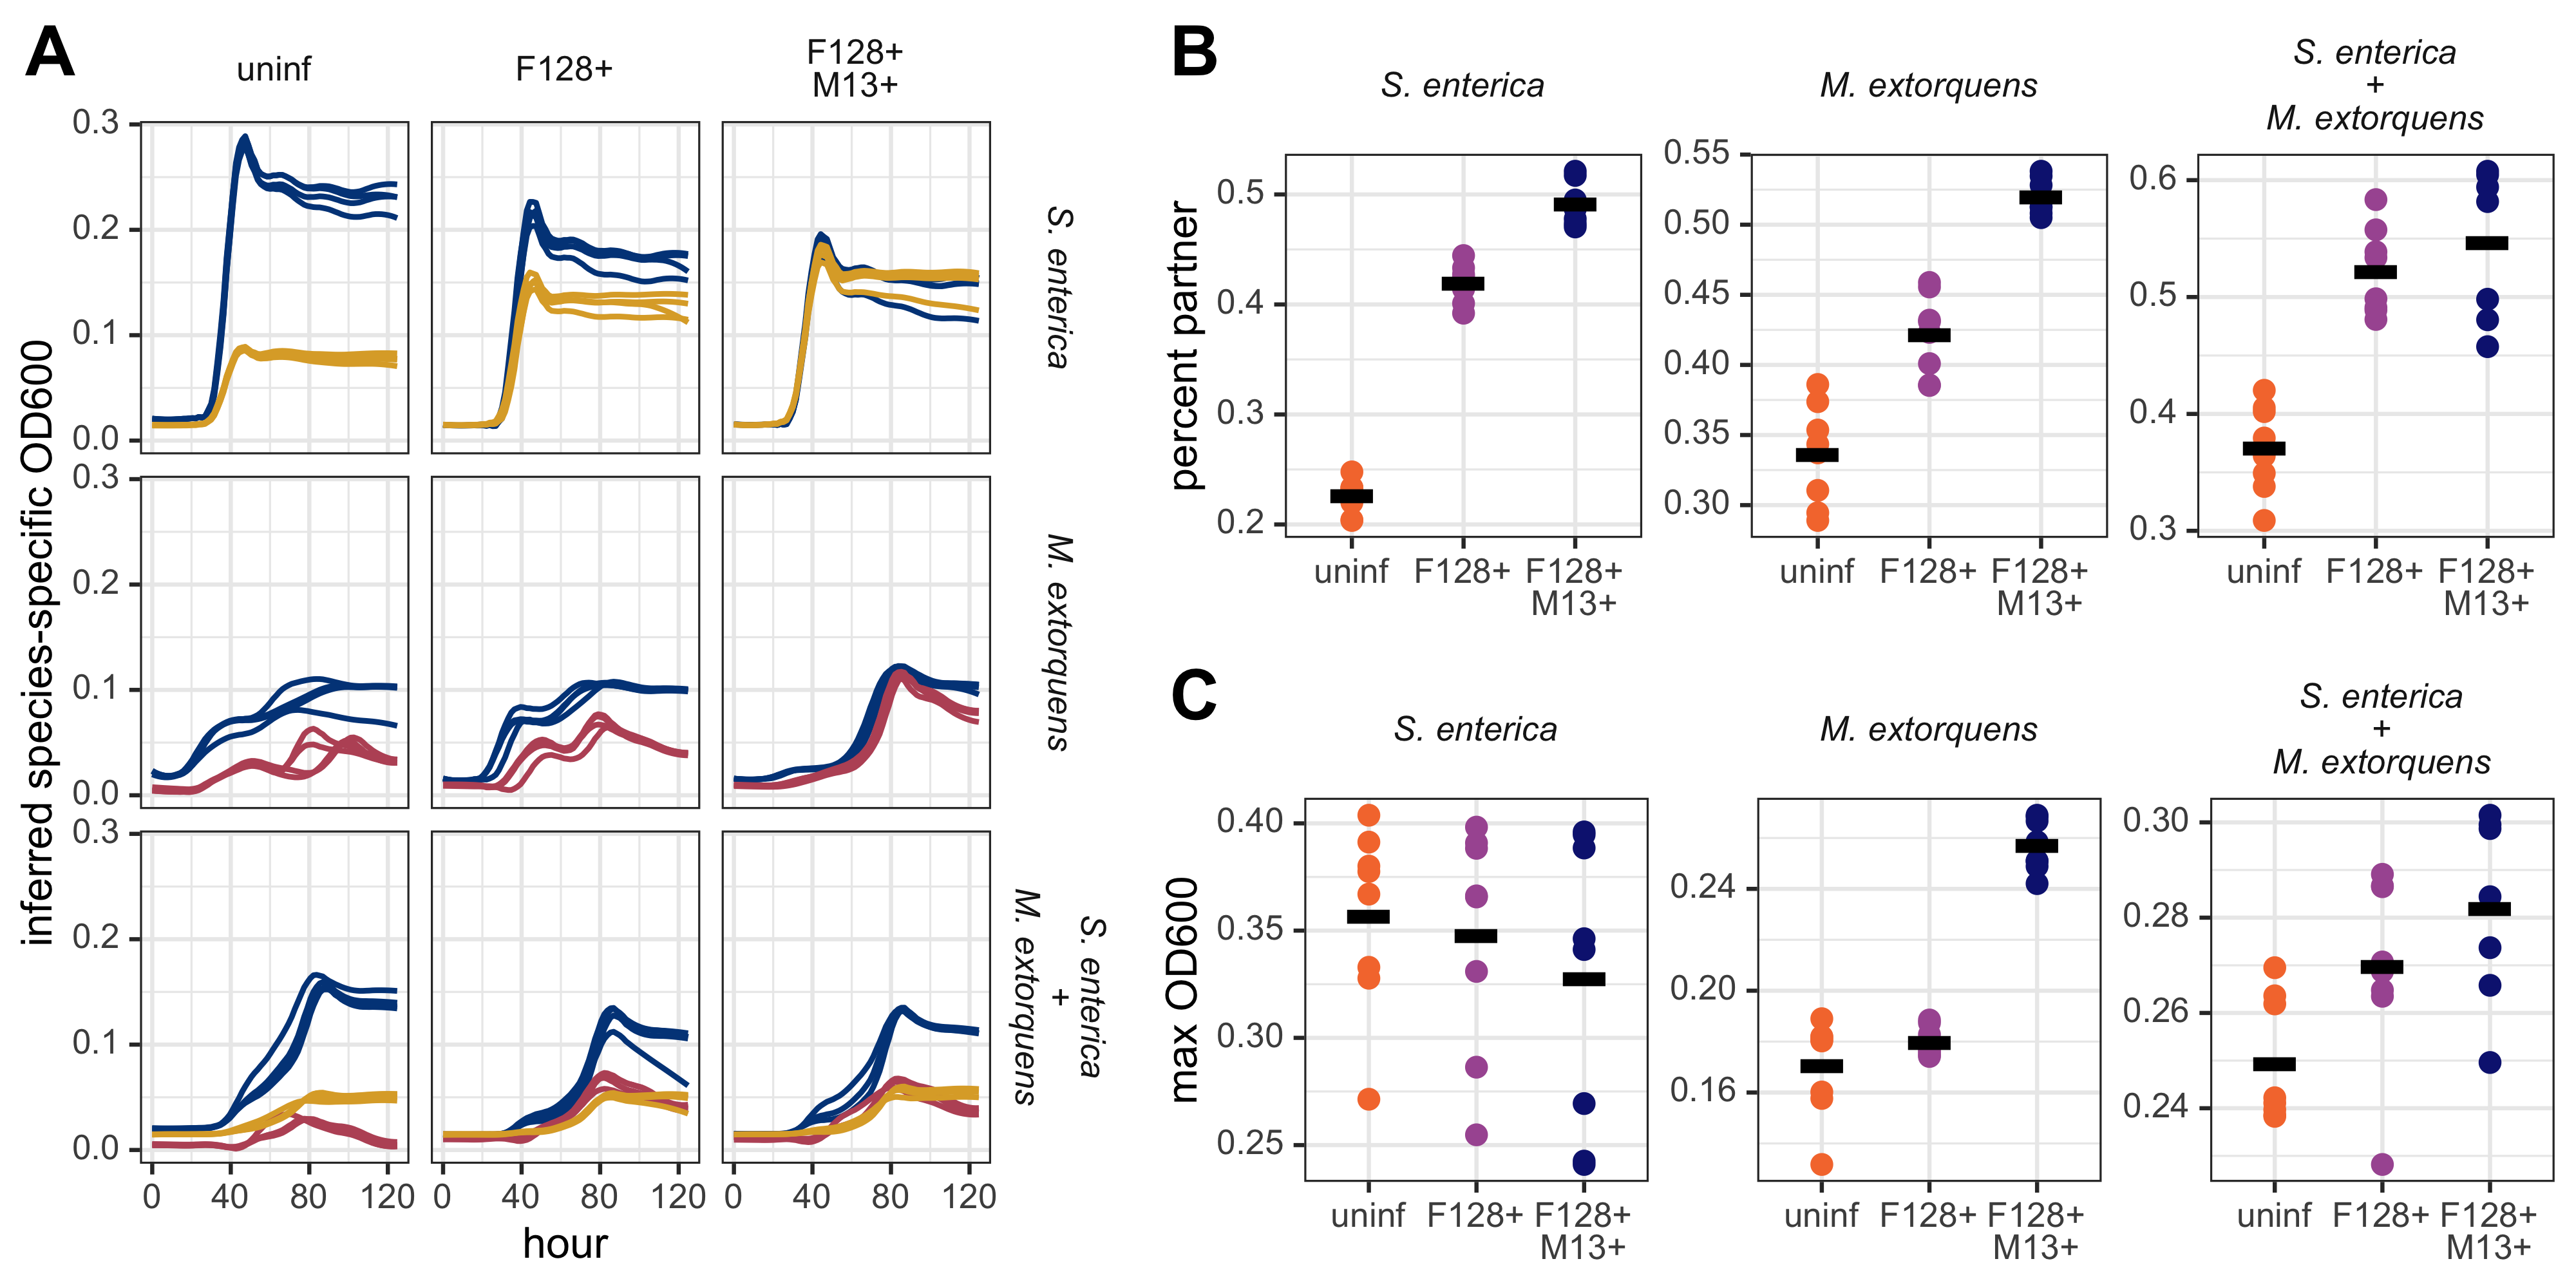 A
uninf
F128+
F128+
M13+
inferred species-specific OD600
0.3
0.2
0.1
0.0
S. enterica
0.3
0.2
0.1
0.0
M. extorquens
0.3
0.2
0.1
0.0
S. enterica
+
M. extorquens
0 40 80 120
0 40 80 120
0 40 80 120
hour
B
percent partner
S. enterica
0.5
0.4
0.3
0.2
uninf F128+ F128+
M13+
M. extorquens
0.55
0.50
0.45
0.40
0.35
0.30
uninf F128+ F128+
M13+
S. enterica
+
M. extorquens
0.6
0.5
0.4
0.3
uninf F128+ F128+
M13+
C
max OD600
S. enterica
0.40
0.35
0.30
0.25
uninf F128+ F128+
M13+
M. extorquens
0.24
0.20
0.16
uninf F128+ F128+
M13+
S. enterica
+
M. extorquens
0.30
0.28
0.26
0.24
uninf F128+ F128+
M13+